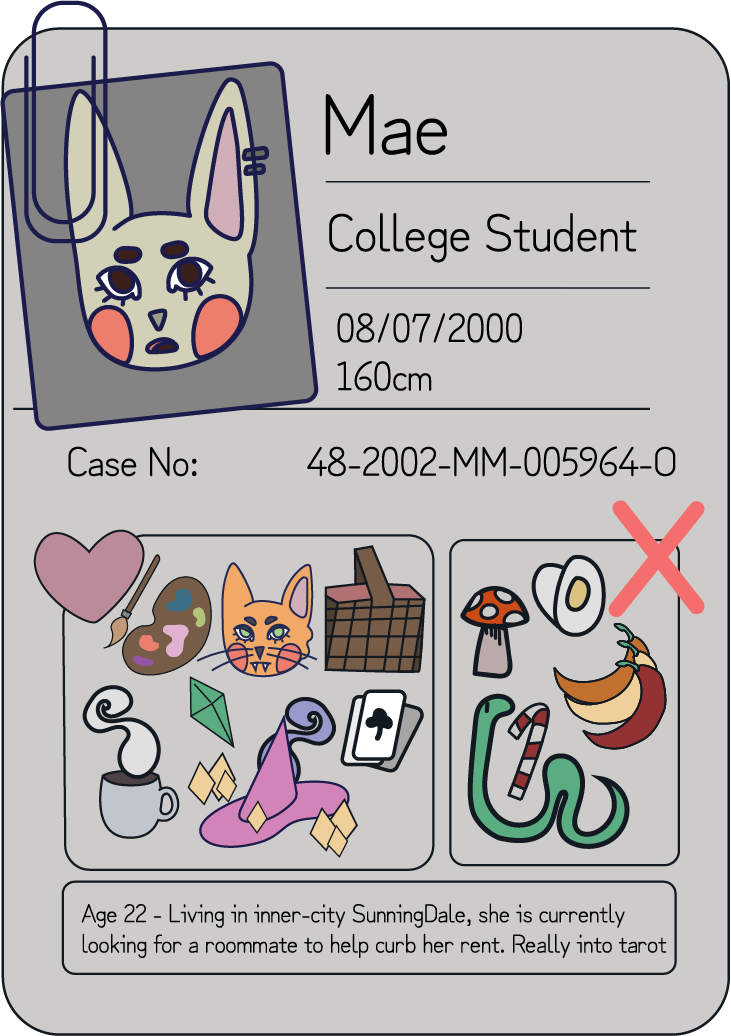 Mae
College Student
08/07/2000
160cm
Case No: 48-2002-MM-005964-O
Age 22 - Living in inner-city SunningDale, she is currently
looking for a roommate to help curb her rent. Really into tarot